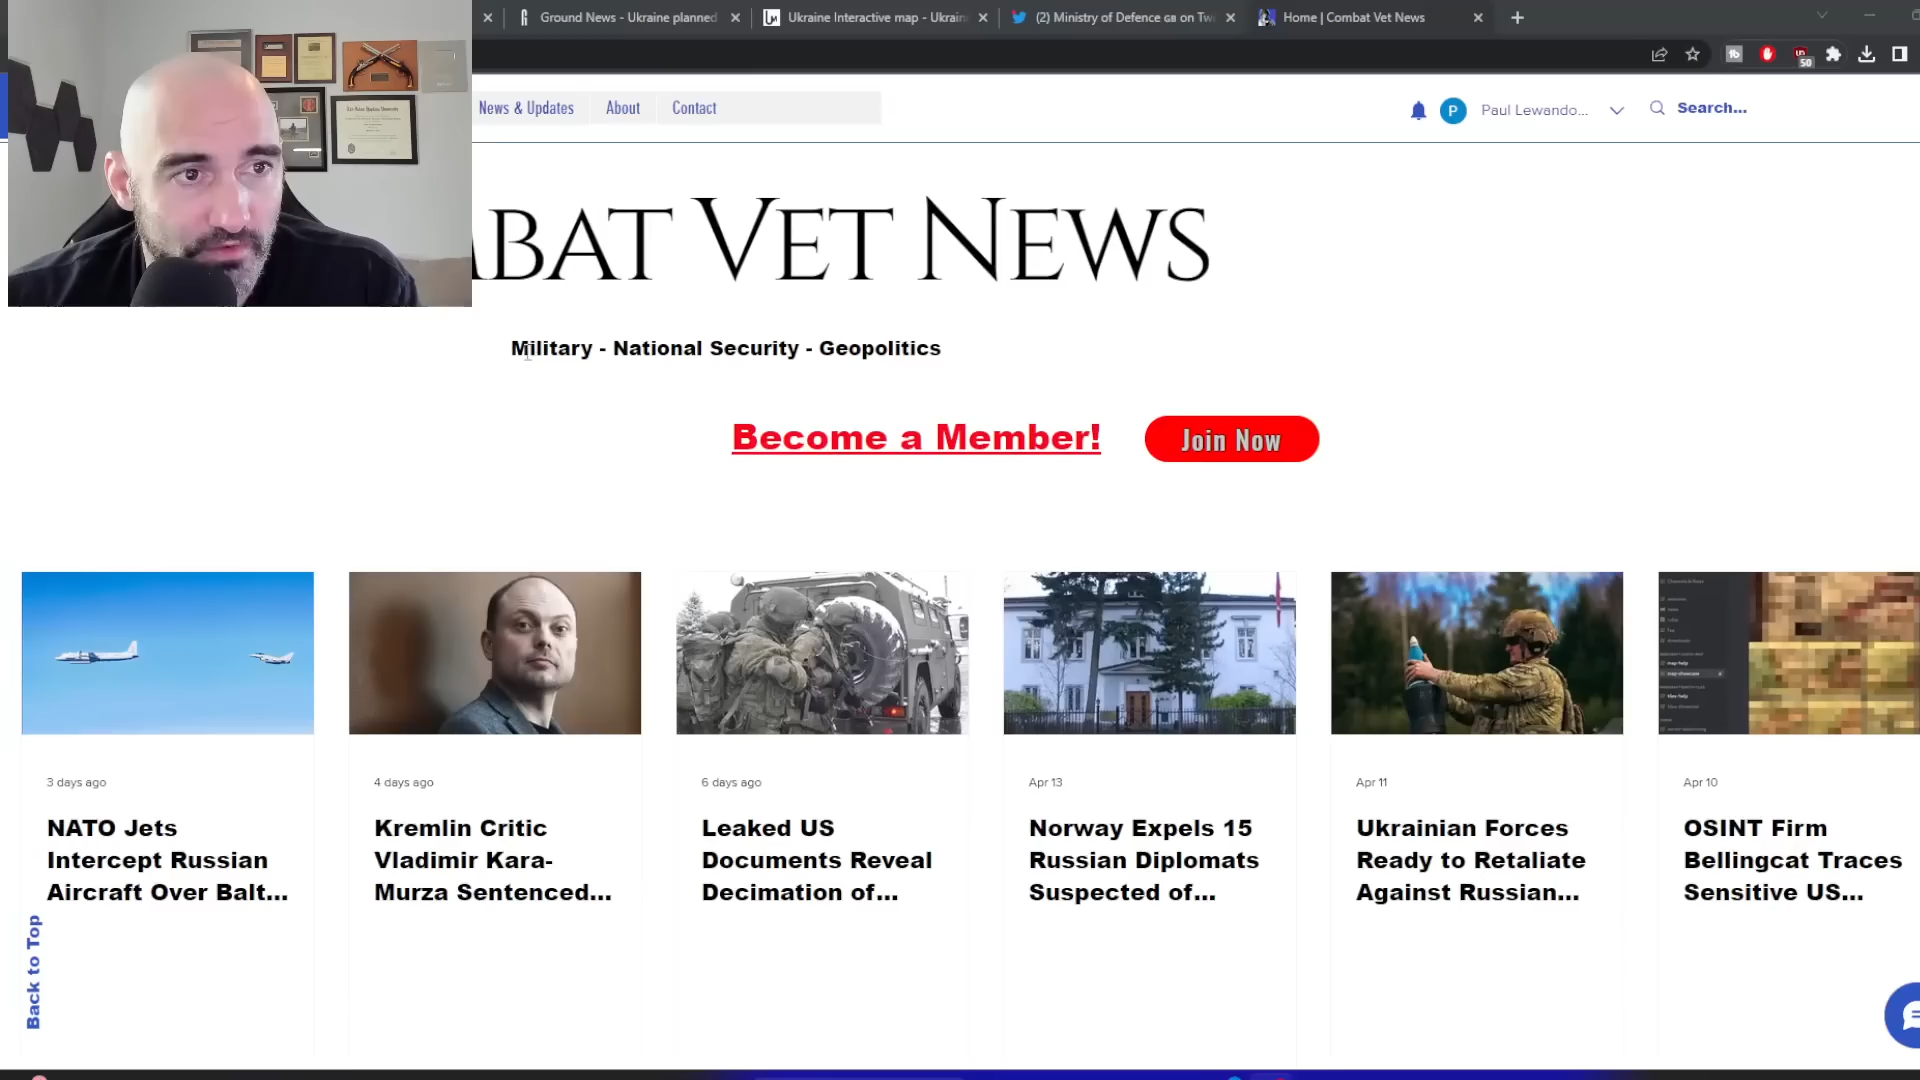 Ground News - Ukraine planned
Ukraine Interactive map - Ukrain
(2) Ministry of Defence GB on Tw
Home | Combat Vet News
50
News & Updates
About
Contact
P
Paul Lewando...
Search...
BAT VET NEWS
Military - National Security - Geopolitics
Become a Member!
Join Now
3 days ago
NATO Jets
Intercept Russian
Aircraft Over Balt...
4 days ago
Kremlin Critic
Vladimir Kara-
Murza Sentenced...
6 days ago
Leaked US
Documents Reveal
Decimation of...
Apr 13
Norway Expels 15
Russian Diplomats
Suspected of...
Apr 11
Ukrainian Forces
Ready to Retaliate
Against Russian...
Apr 10
OSINT Firm
Bellingcat Traces
Sensitive US...
Back to Top